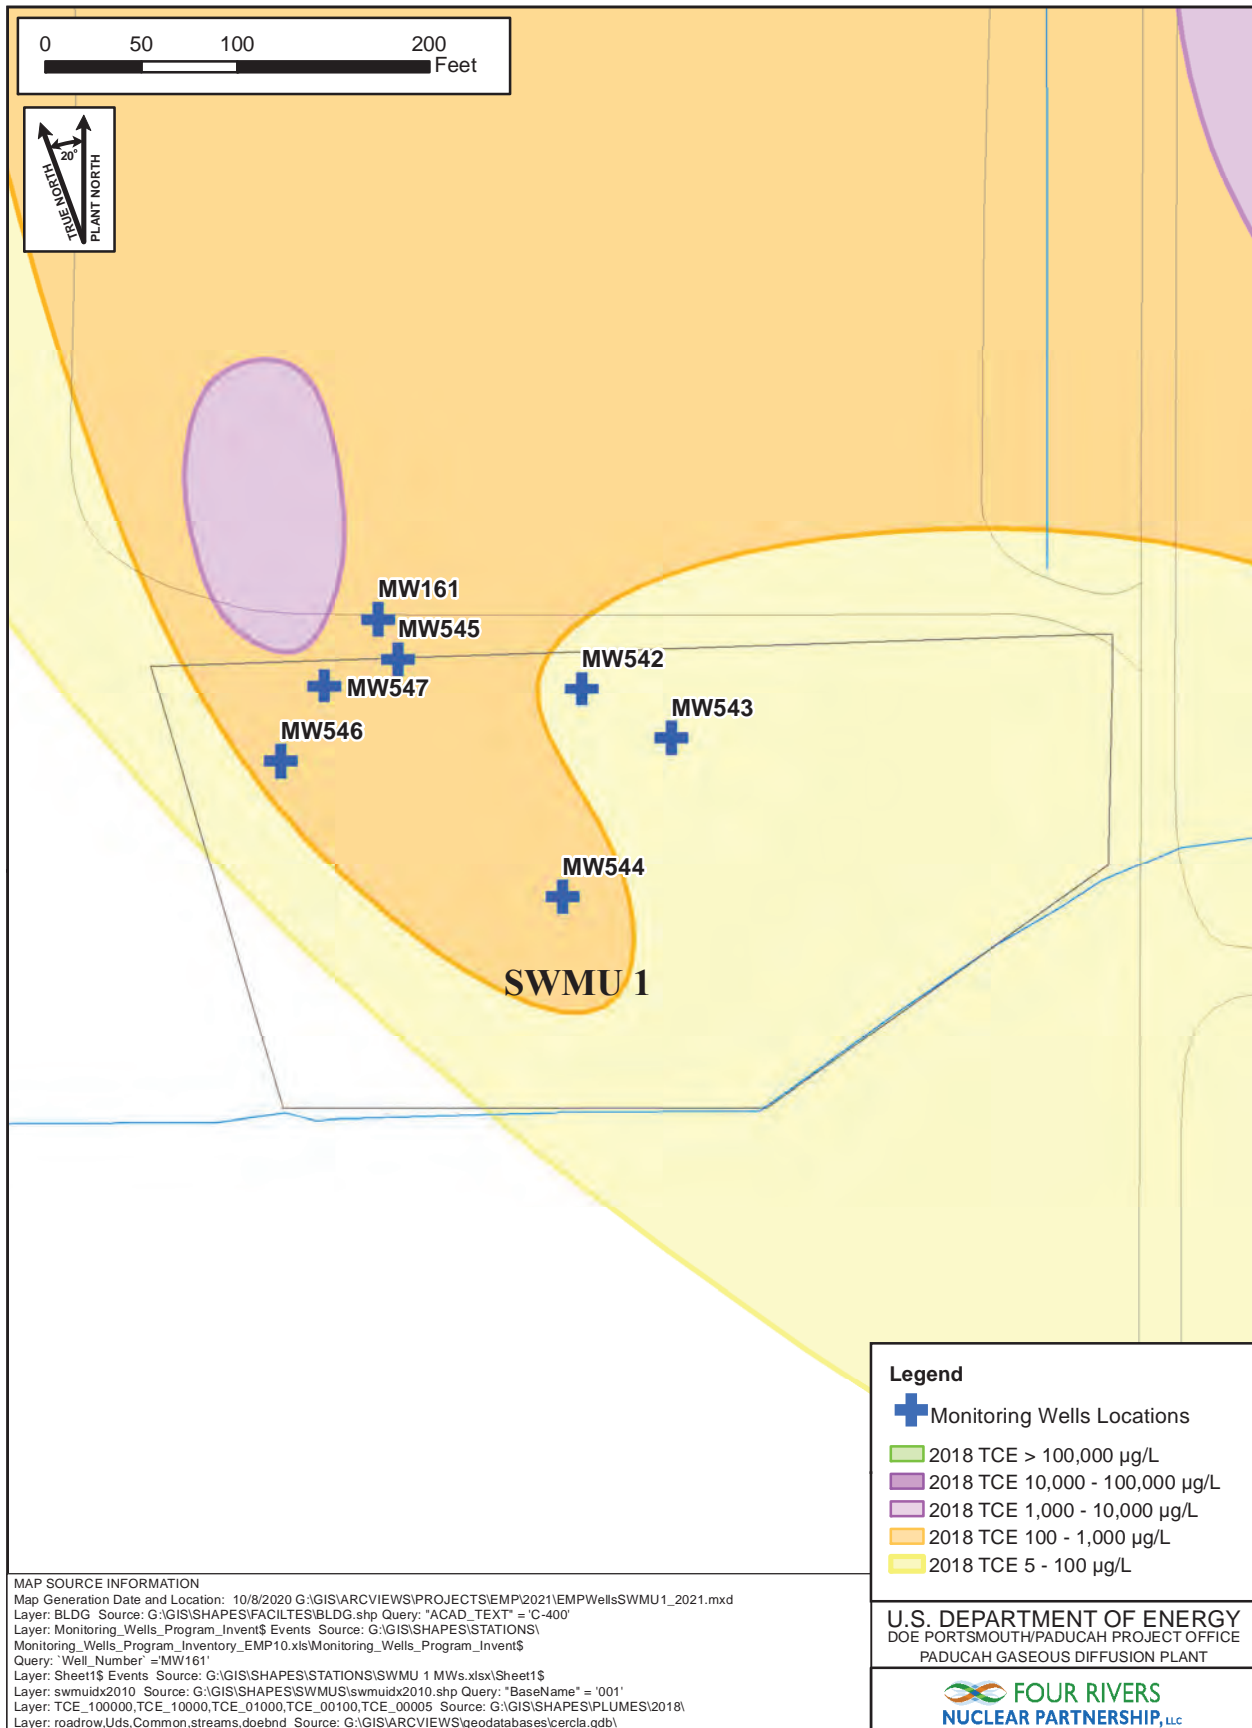 0 50 100 200
Feet
20°
TRUE NORTH
PLANT NORTH
MW161
MW545
MW542
MW547
MW543
MW546
MW544
SWMU 1
Legend
Monitoring Wells Locations
2018 TCE > 100,000 µg/L
2018 TCE 10,000 - 100,000 µg/L
2018 TCE 1,000 - 10,000 µg/L
2018 TCE 100 - 1,000 µg/L
2018 TCE 5 - 100 µg/L
MAP SOURCE INFORMATION
Map Generation Date and Location: 10/8/2020 G:\GIS\ARCVIEWS\PROJECTS\EMP\2021\EMPWellsSWMU1_2021.mxd
Layer: BLDG Source: G:\GIS\SHAPES\FACILTES\BLDG.shp Query: "ACAD_TEXT" = 'C-400'
Layer: Monitoring_Wells_Program_Invent$ Events Source: G:\GIS\SHAPES\STATIONS\
Monitoring_Wells_Program_Inventory_EMP10.xls\Monitoring_Wells_Program_Invent$
Query: `Well_Number` ='MW161'
Layer: Sheet1$ Events Source: G:\GIS\SHAPES\STATIONS\SWMU 1 MWs.xlsx\Sheet1$
Layer: swmuidx2010 Source: G:\GIS\SHAPES\SWMUS\swmuidx2010.shp Query: "BaseName" = '001'
Layer: TCE_100000,TCE_10000,TCE_01000,TCE_00100,TCE_00005 Source: G:\GIS\SHAPES\PLUMES\2018\
Layer: roadrow,Uds,Common,streams,doebnd Source: G:\GIS\ARCVIEWS\geodatabases\cercla.gdb\
U.S. DEPARTMENT OF ENERGY
DOE PORTSMOUTH/PADUCAH PROJECT OFFICE
PADUCAH GASEOUS DIFFUSION PLANT
FOUR RIVERS
NUCLEAR PARTNERSHIP, LLC